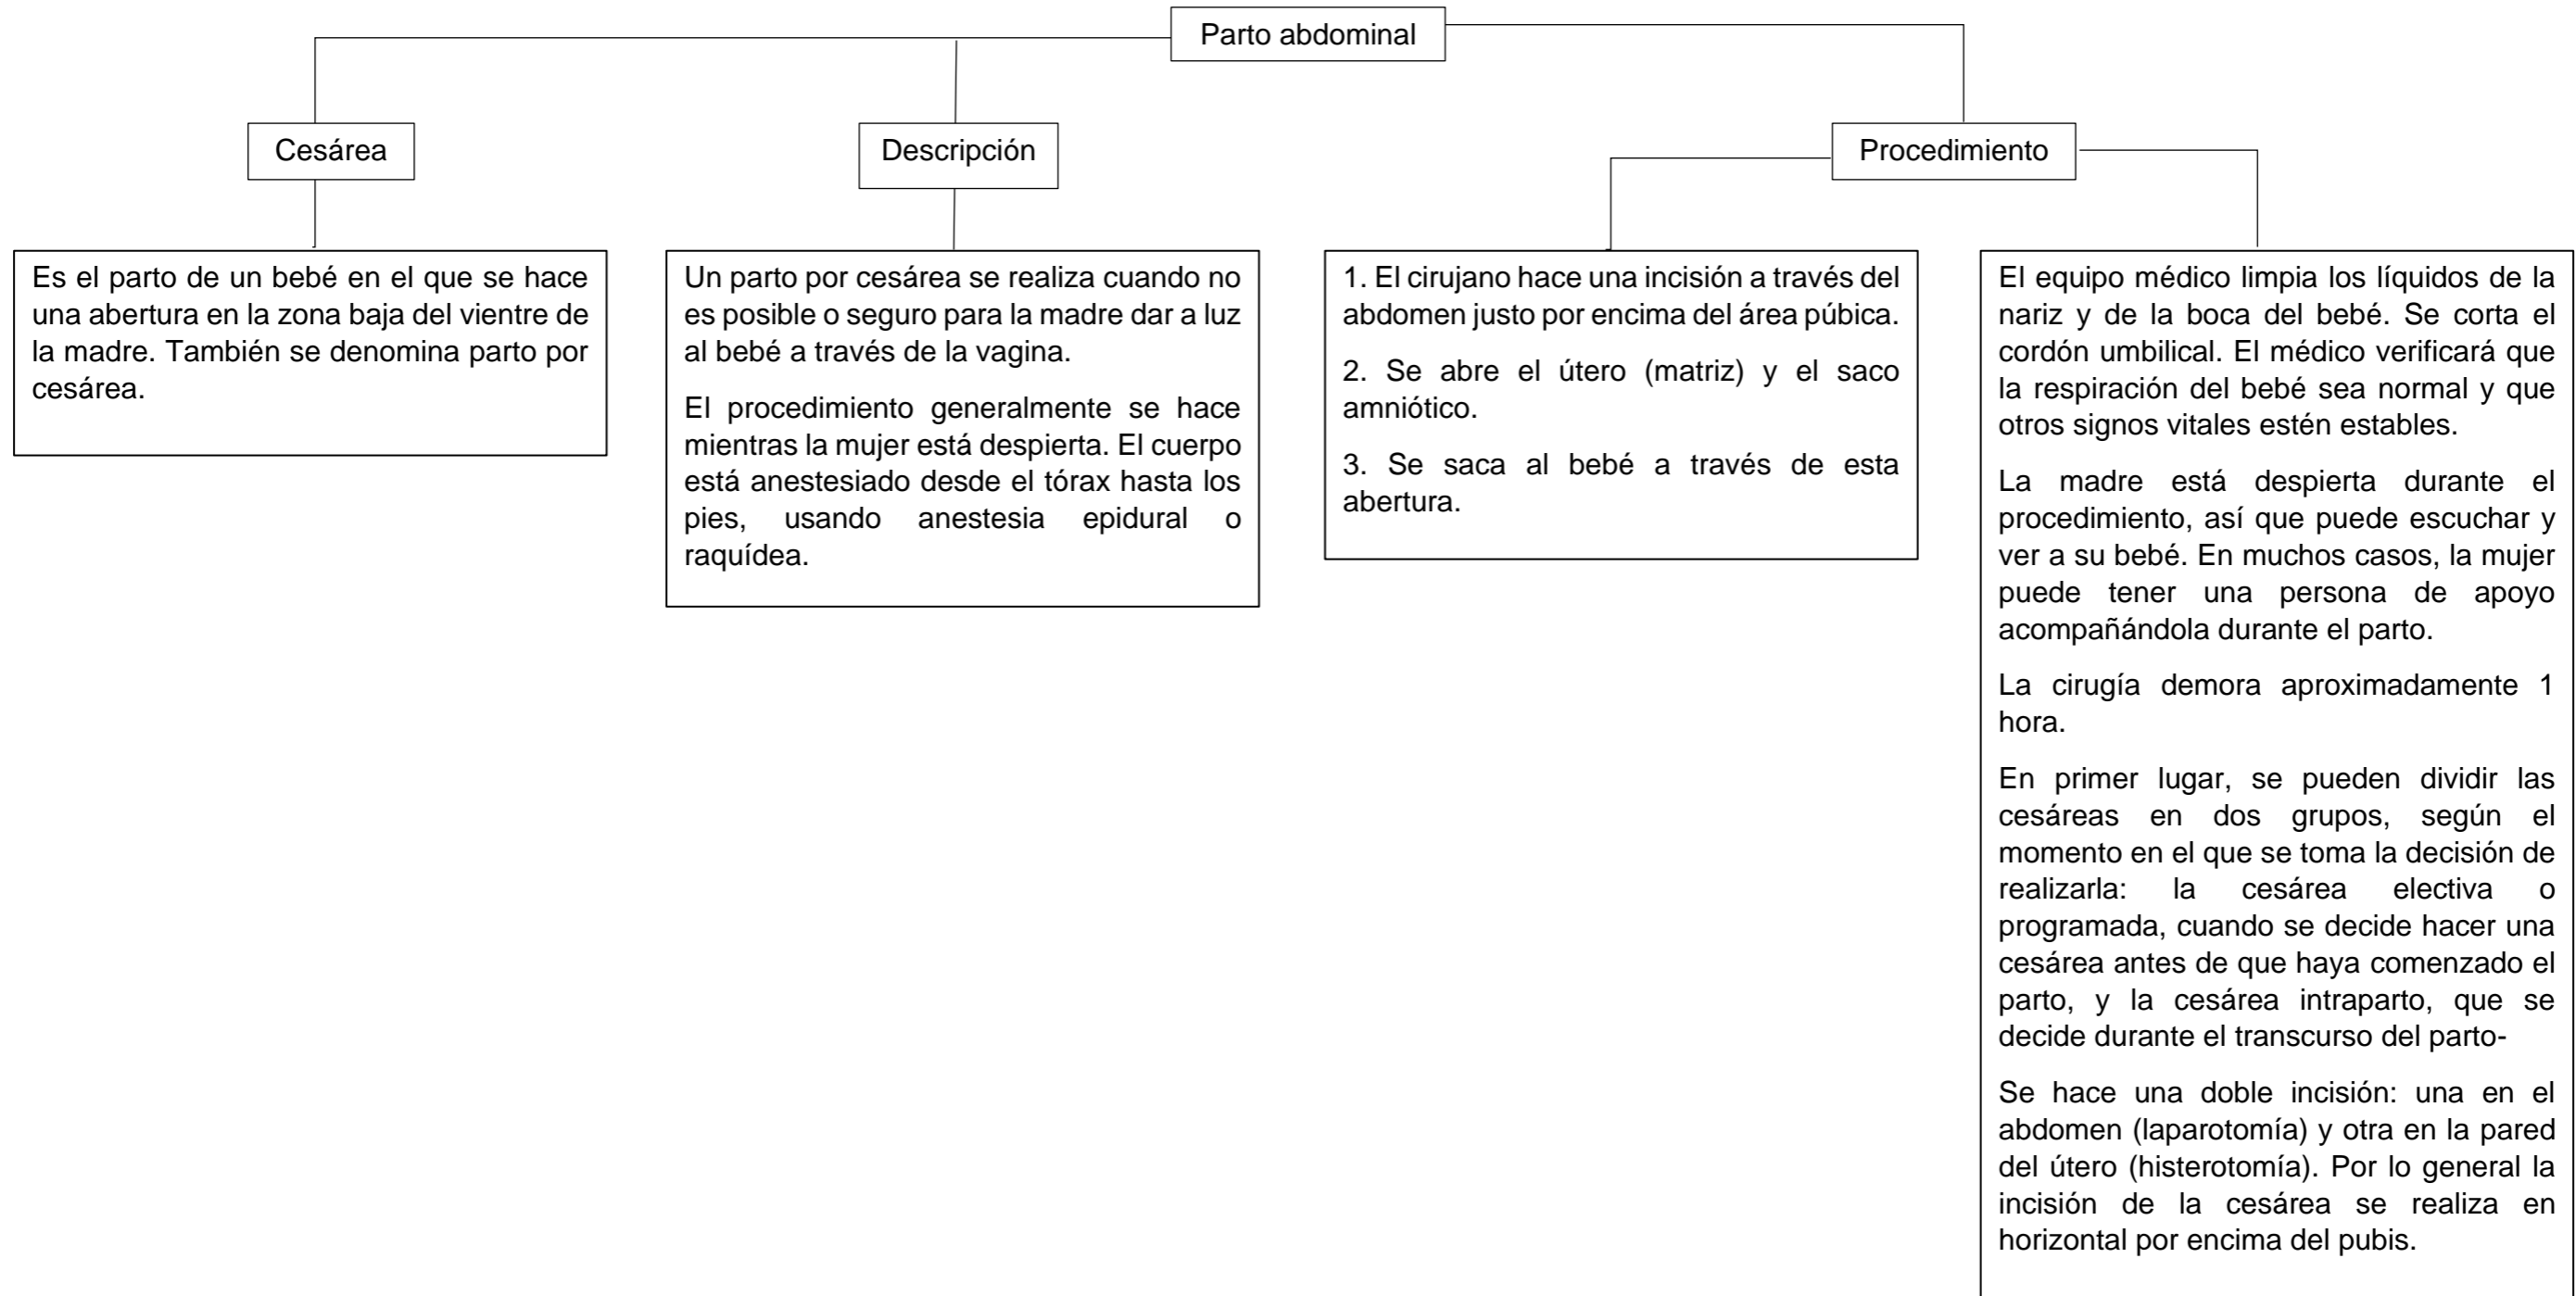 Parto abdominal
Cesárea
Descripción
Procedimiento
Es el parto de un bebé en el que se hace
una abertura en la zona baja del vientre de
la madre. También se denomina parto por
cesárea.
Un parto por cesárea se realiza cuando no
es posible o seguro para la madre dar a luz
al bebé a través de la vagina.
El procedimiento generalmente se hace
mientras la mujer está despierta. El cuerpo
está anestesiado desde el tórax hasta los
pies, usando anestesia epidural o
raquídea.
1. El cirujano hace una incisión a través del
abdomen justo por encima del área púbica.
2. Se abre el útero (matriz) y el saco
amniótico.
3. Se saca al bebé a través de esta
abertura.
El equipo médico limpia los líquidos de la
nariz y de la boca del bebé. Se corta el
cordón umbilical. El médico verificará que
la respiración del bebé sea normal y que
otros signos vitales estén estables.
La madre está despierta durante el
procedimiento, así que puede escuchar y
ver a su bebé. En muchos casos, la mujer
puede tener una persona de apoyo
acompañándola durante el parto.
La cirugía demora aproximadamente 1
hora.
En primer lugar, se pueden dividir las
cesáreas en dos grupos, según el
momento en el que se toma la decisión de
realizarla: la cesárea electiva o
programada, cuando se decide hacer una
cesárea antes de que haya comenzado el
parto, y la cesárea intraparto, que se
decide durante el transcurso del parto-
Se hace una doble incisión: una en el
abdomen (laparotomía) y otra en la pared
del útero (histerotomía). Por lo general la
incisión de la cesárea se realiza en
horizontal por encima del pubis.